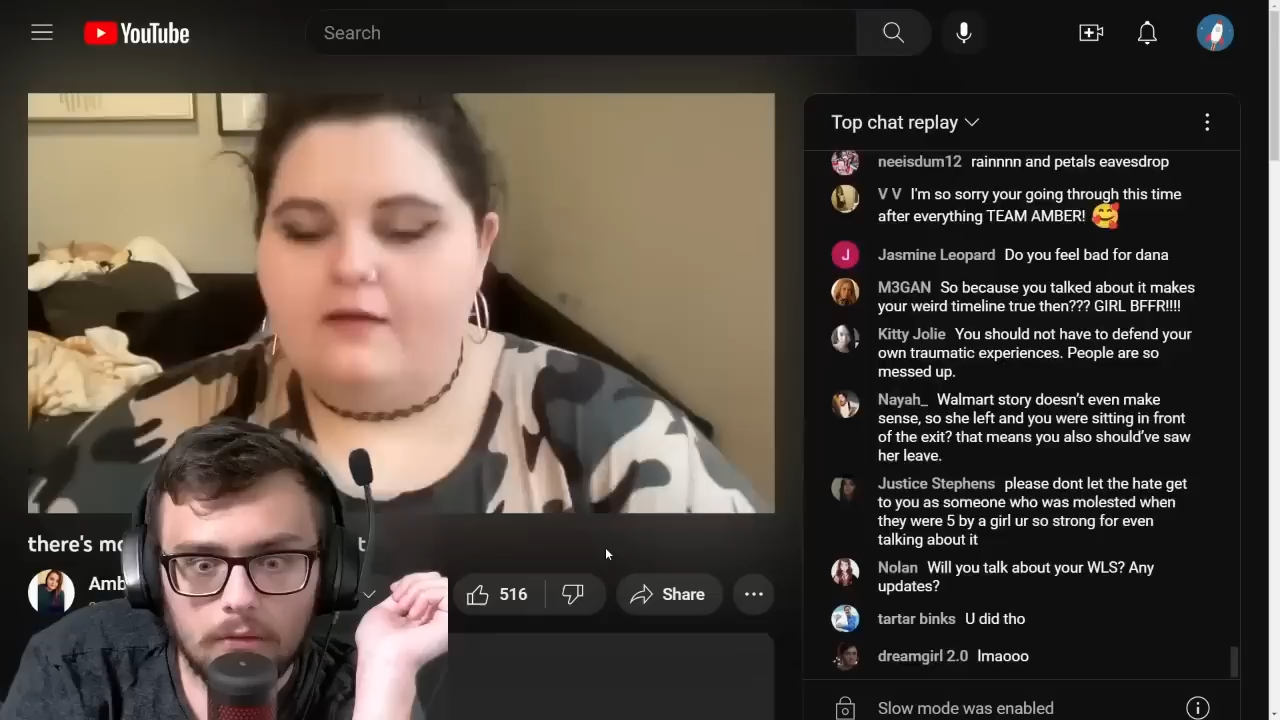 YouTube
Search
Top chat replay
neeisdum12 rainnnn and petals eavesdrop
V V I'm so sorry your going through this time
after everything TEAM AMBER! 🥰
J
Jasmine Leopard Do you feel bad for dana
M3GAN So because you talked about it makes
your weird timeline true then??? GIRL BFFR!!!!
Kitty Jolie You should not have to defend your
own traumatic experiences. People are so
messed up.
Nayah_ Walmart story doesn't even make
sense, so she left and you were sitting in front
of the exit? that means you also should've saw
her leave.
Justice Stephens please dont let the hate get
to you as someone who was molested when
they were 5 by a girl ur so strong for even
talking about it
Nolan Will you talk about your WLS? Any
updates?
tartar binks U did tho
dreamgirl 2.0 lmaooo
Slow mode was enabled
there's mo
t
Amb
516
Share